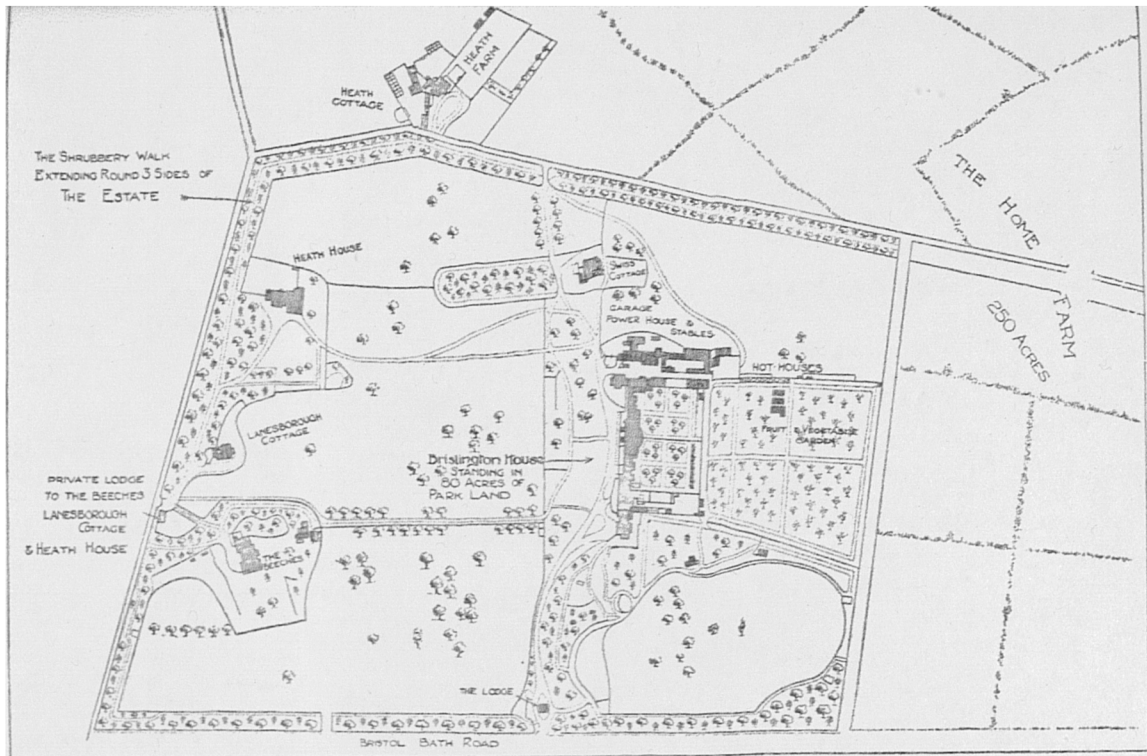 HEATH
FARM
HEATH
COTTAGE
THE SHRUBBERY WALK
EXTENDING ROUND 3 SIDES OF
THE ESTATE
THE HOME
FARM
250 ACRES
HEATH HOUSE
SWISS
COTTAGE
GARAGE
POWER HOUSE &
STABLES
HOT-HOUSES
FRUIT & VEGETABLE
GARDEN
LANESBOROUGH
COTTAGE
Brislington House
STANDING IN
80 ACRES OF
PARK LAND
PRIVATE LODGE
TO THE BEECHES
LANESBOROUGH
COTTAGE
& HEATH HOUSE
THE
BEECHES
THE LODGE
BRISTOL BATH ROAD